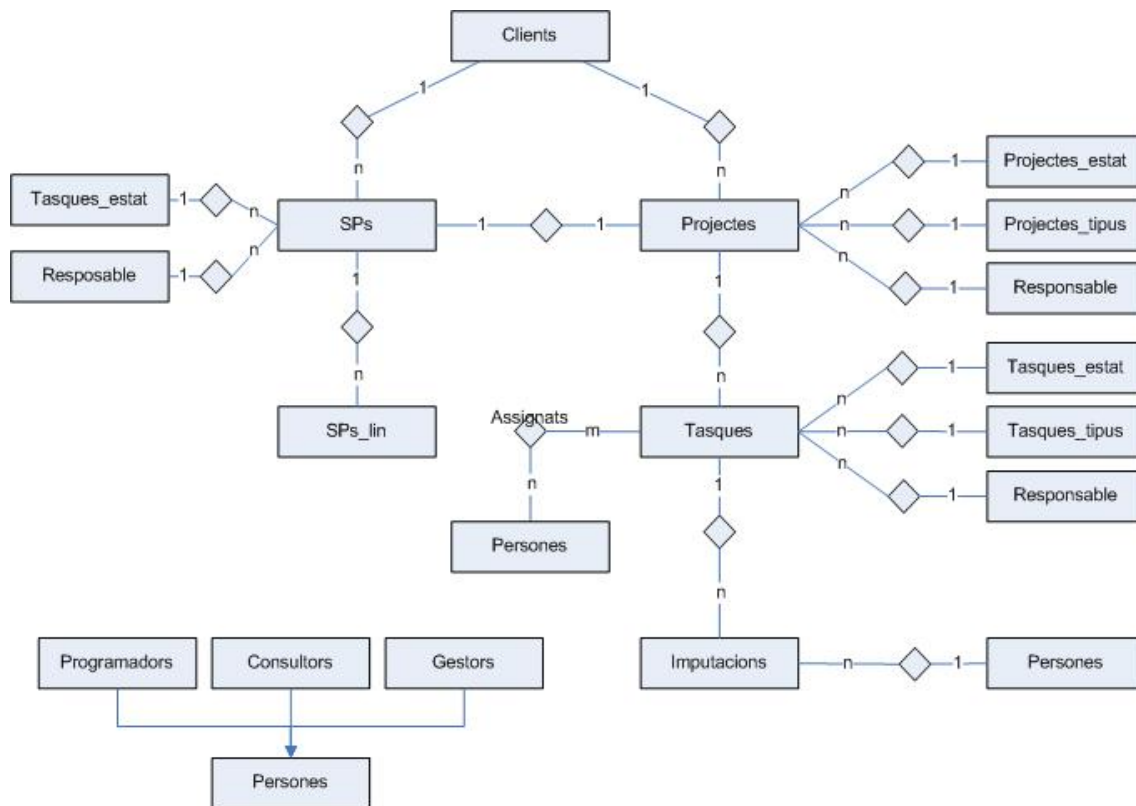 Clients
1
1
n
n
Tasques_estat
1
n
SPs
1
1
Projectes
n
1
Projectes_estat
n
1
Projectes_tipus
Resposable
1
n
n
1
Responsable
1
1
n
n
SPs_lin
Assignats
m
Tasques
n
1
Tasques_estat
n
1
Tasques_tipus
n
1
Responsable
n
Persones
1
n
Programadors
Consultors
Gestors
Imputacions
n
1
Persones
Persones